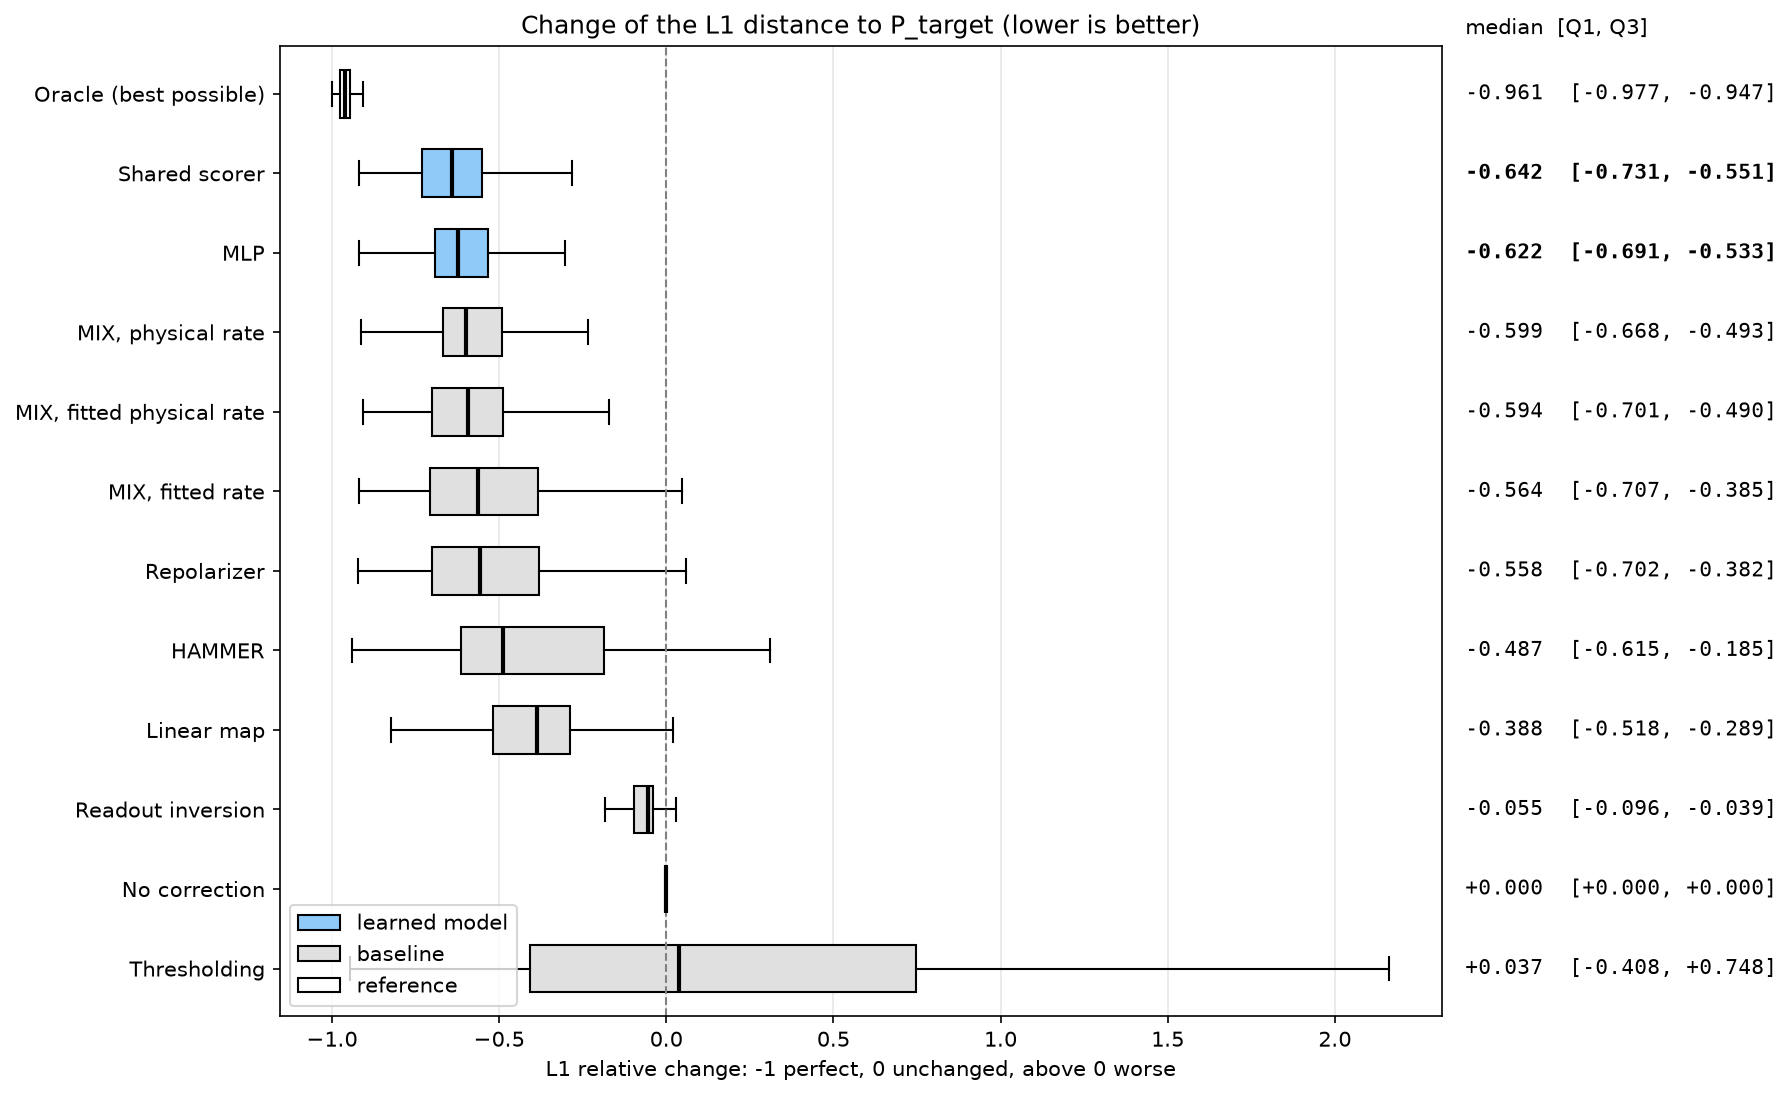 Change of the L1 distance to P_target (lower is better)
median [Q1, Q3]
Oracle (best possible)
-0.961 [-0.977, -0.947]
Shared scorer
-0.642 [-0.731, -0.551]
MLP
-0.622 [-0.691, -0.533]
MIX, physical rate
-0.599 [-0.668, -0.493]
MIX, fitted physical rate
-0.594 [-0.701, -0.490]
MIX, fitted rate
-0.564 [-0.707, -0.385]
Repolarizer
-0.558 [-0.702, -0.382]
HAMMER
-0.487 [-0.615, -0.185]
Linear map
-0.388 [-0.518, -0.289]
Readout inversion
-0.055 [-0.096, -0.039]
No correction
+0.000 [+0.000, +0.000]
Thresholding
+0.037 [-0.408, +0.748]
learned model
baseline
reference
−1.0 −0.5 0.0 0.5 1.0 1.5 2.0
L1 relative change: -1 perfect, 0 unchanged, above 0 worse